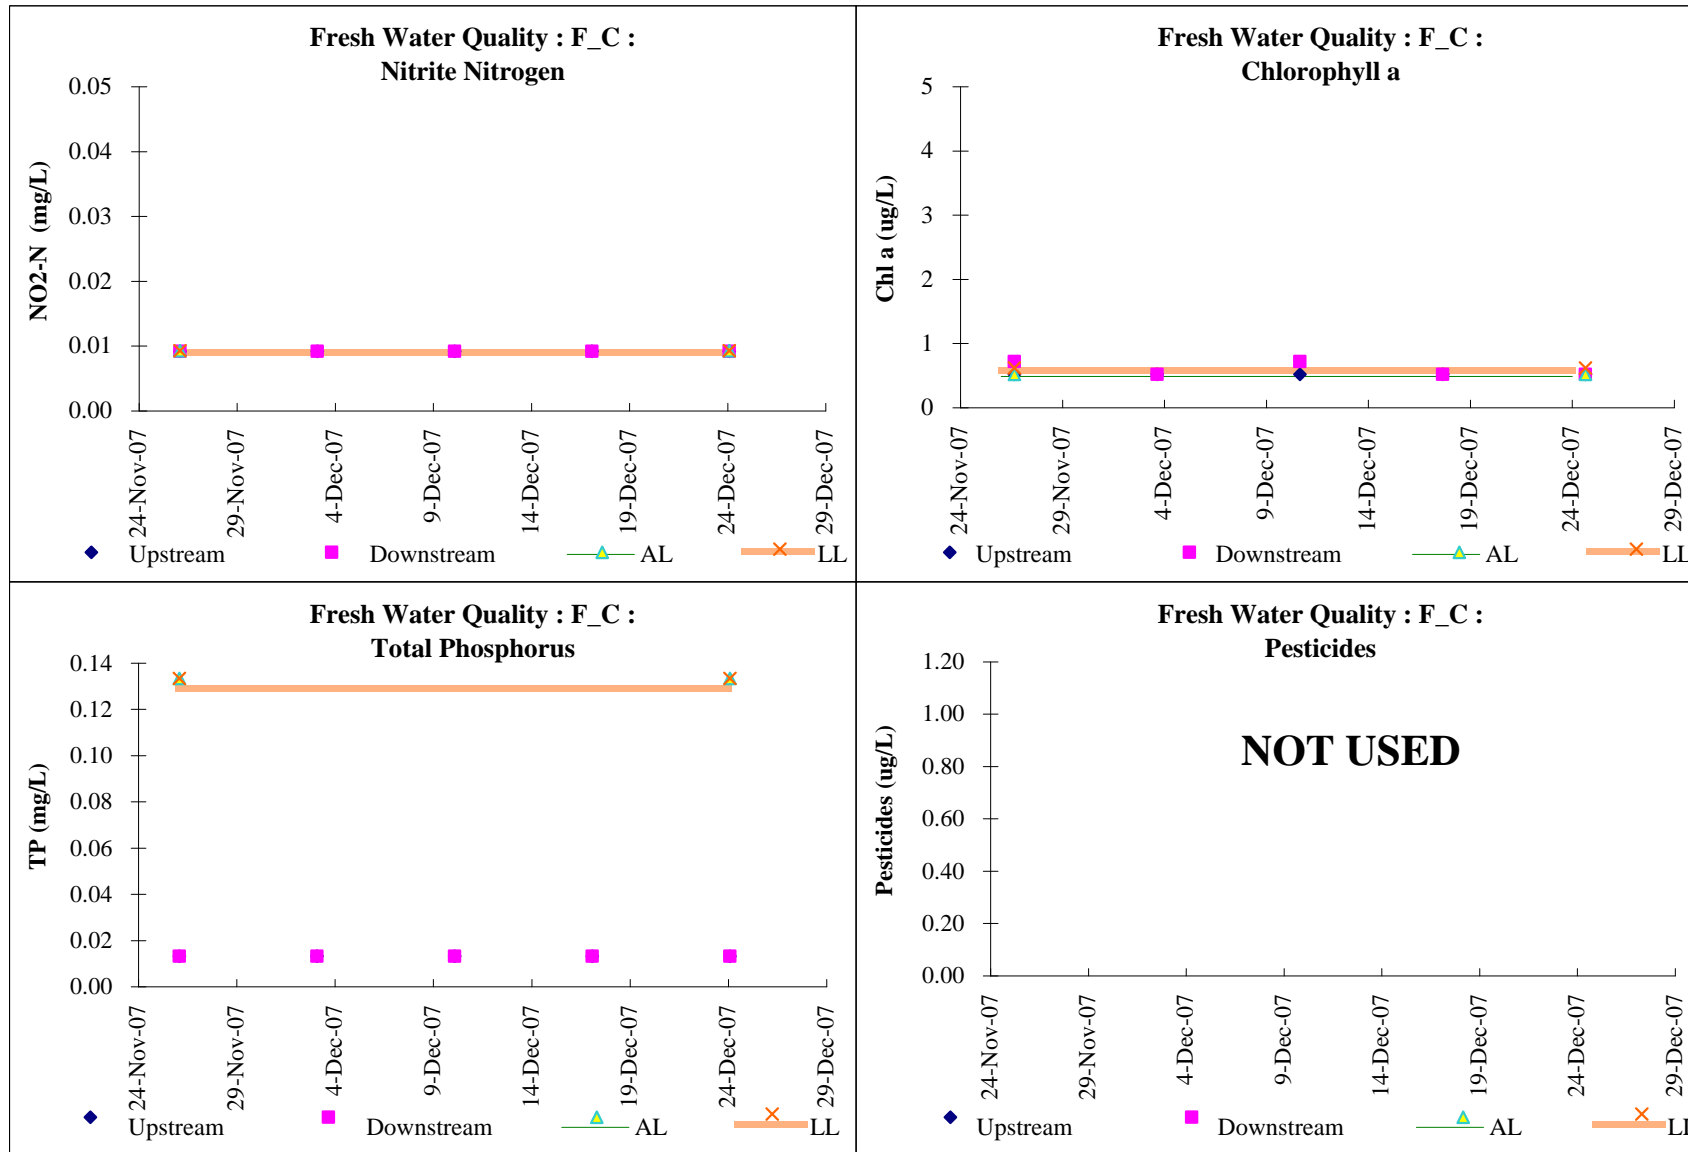 Fresh Water Quality : F_C :
Nitrite Nitrogen
NO2-N (mg/L)
0.05
0.04
0.03
0.02
0.01
0.00
24-Nov-07
29-Nov-07
4-Dec-07
9-Dec-07
14-Dec-07
19-Dec-07
24-Dec-07
29-Dec-07
Upstream Downstream AL LL
Fresh Water Quality : F_C :
Chlorophyll a
Chl a (ug/L)
5
4
3
2
1
0
24-Nov-07
29-Nov-07
4-Dec-07
9-Dec-07
14-Dec-07
19-Dec-07
24-Dec-07
29-Dec-07
Upstream Downstream AL LL
Fresh Water Quality : F_C :
Total Phosphorus
TP (mg/L)
0.14
0.12
0.10
0.08
0.06
0.04
0.02
0.00
24-Nov-07
29-Nov-07
4-Dec-07
9-Dec-07
14-Dec-07
19-Dec-07
24-Dec-07
29-Dec-07
Upstream Downstream AL LL
Fresh Water Quality : F_C :
Pesticides
Pesticides (ug/L)
1.20
1.00
0.80
0.60
0.40
0.20
0.00
NOT USED
24-Nov-07
29-Nov-07
4-Dec-07
9-Dec-07
14-Dec-07
19-Dec-07
24-Dec-07
29-Dec-07
Upstream Downstream AL LL